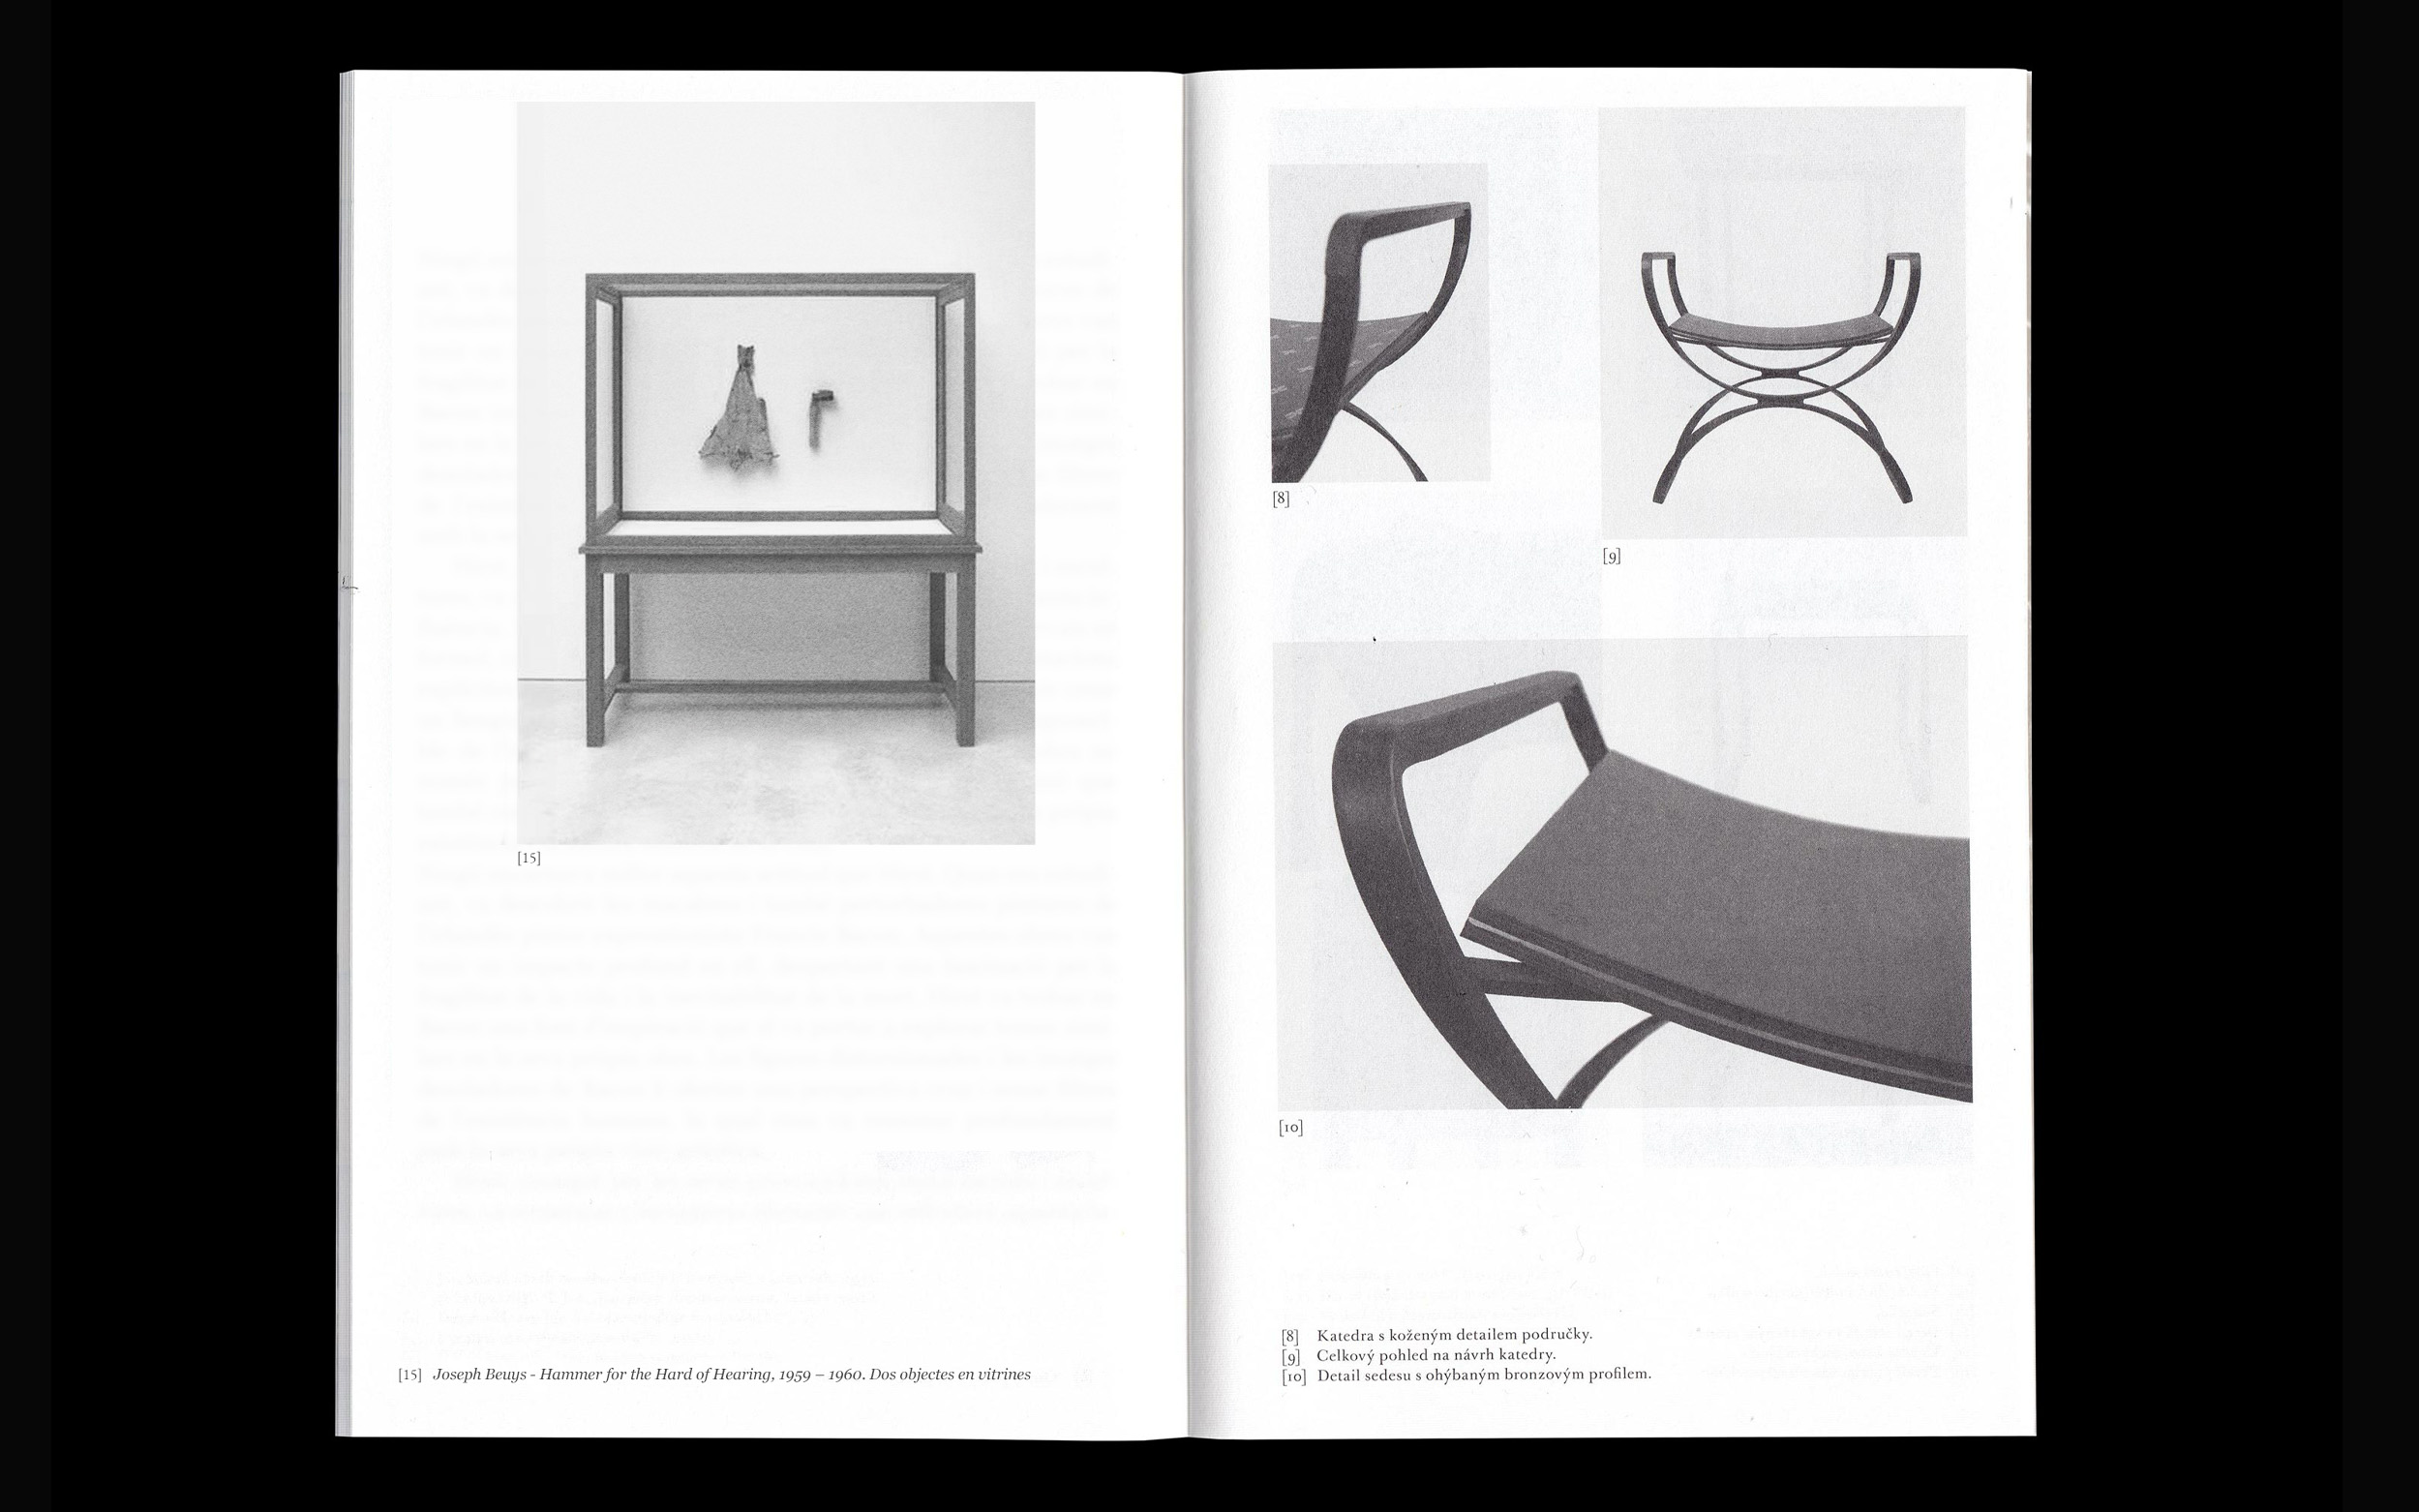 [15]
[15] Joseph Beuys - Hammer for the Hard of Hearing, 1959 – 1960. Dos objectes en vitrines
[8]
[9]
[10]
[8] Katedra s koženým detailem područky.
[9] Celkový pohled na návrh katedry.
[10] Detail sedesu s ohýbaným bronzovým profilem.